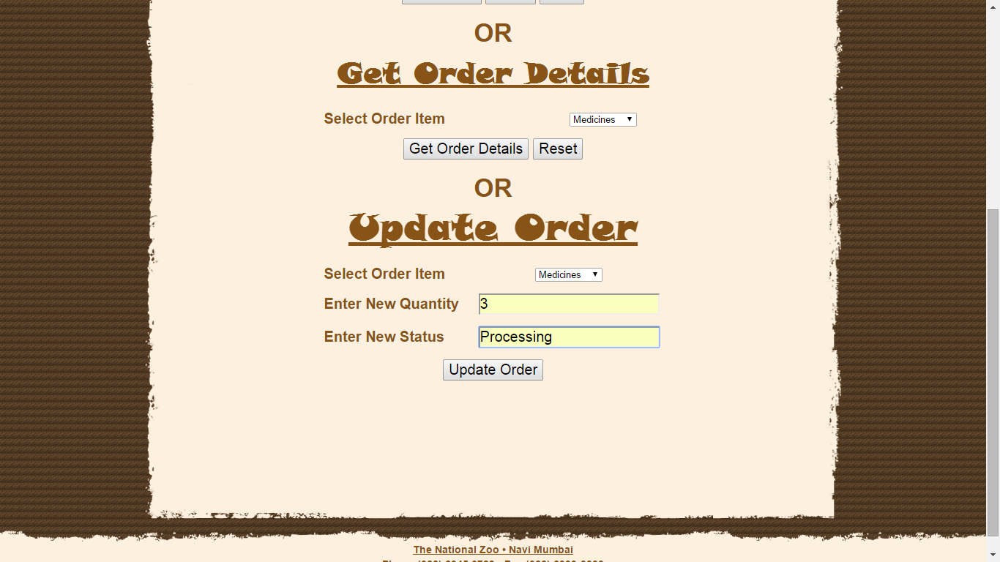 OR
Get Order Details
Select Order Item Medicines
Get Order Details Reset
OR
Update Order
Select Order Item Medicines
Enter New Quantity 3
Enter New Status Processing
Update Order
The National Zoo • Navi Mumbai